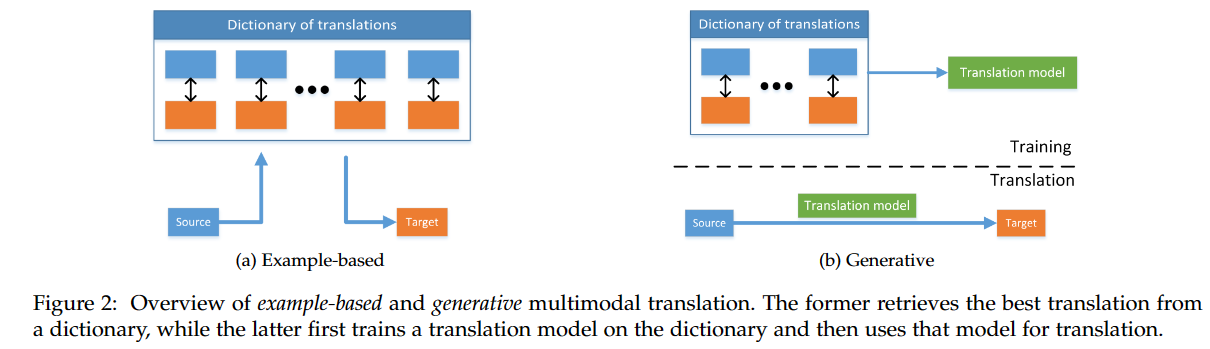 Dictionary of translations
Source
Target
(a) Example-based
Dictionary of translations
Translation model
Training
Translation
Source
Translation model
Target
(b) Generative
Figure 2: Overview of example-based and generative multimodal translation. The former retrieves the best translation from
a dictionary, while the latter first trains a translation model on the dictionary and then uses that model for translation.